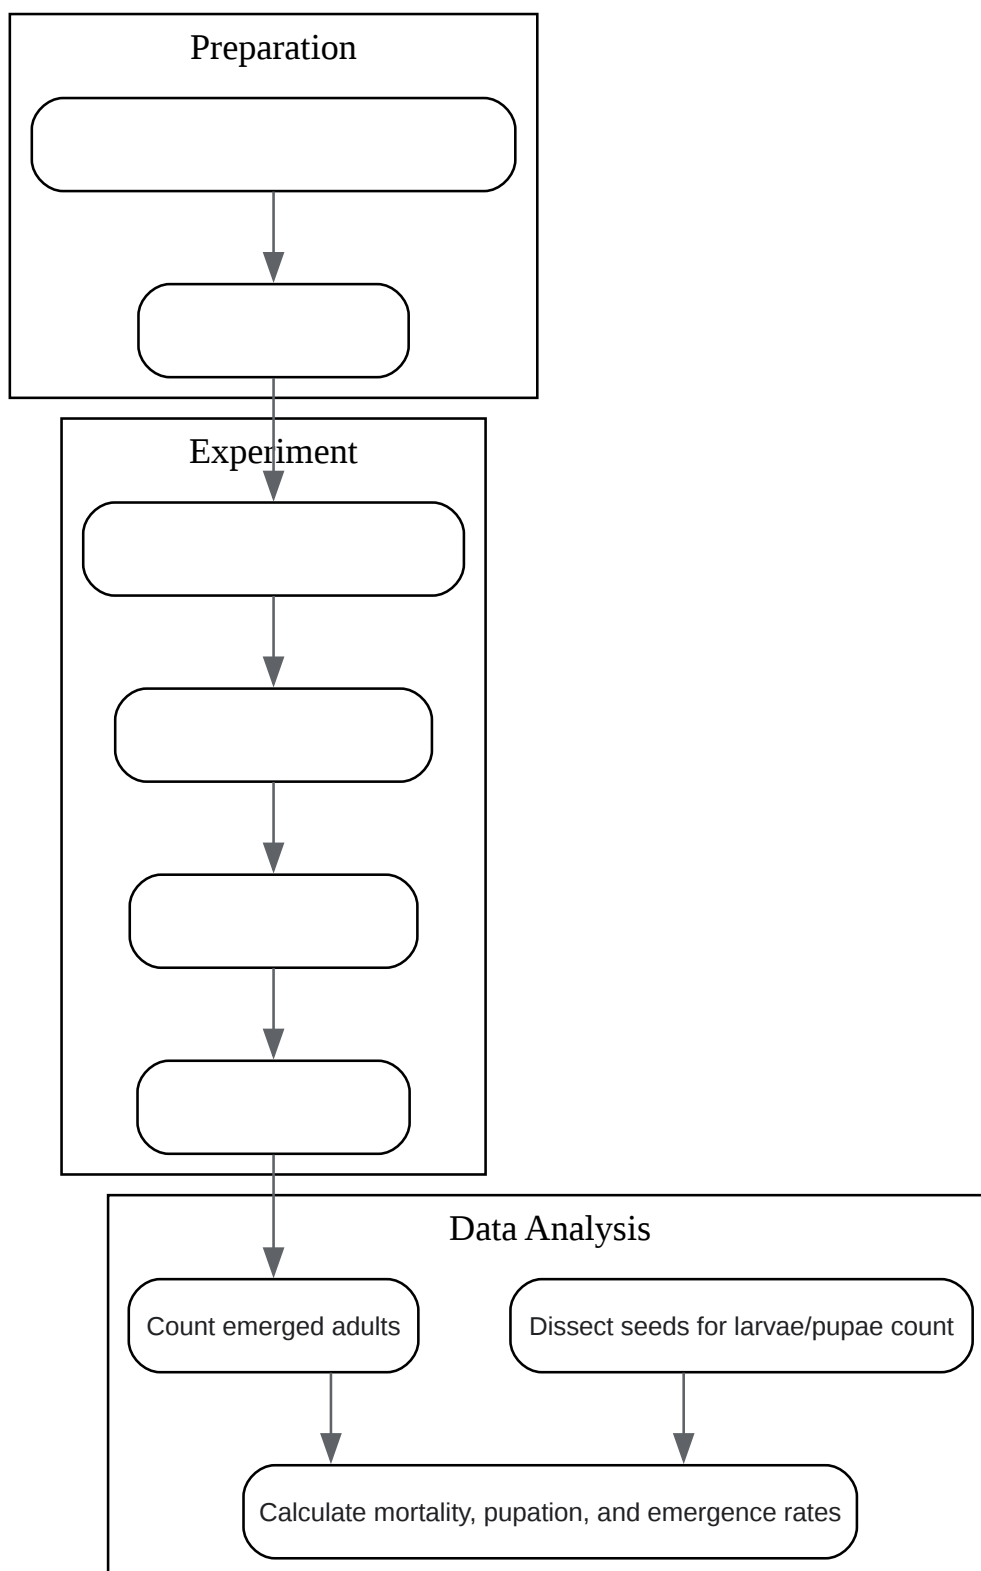 Preparation
Experiment
Data Analysis
Count emerged adults
Dissect seeds for larvae/pupae count
Calculate mortality, pupation, and emergence rates